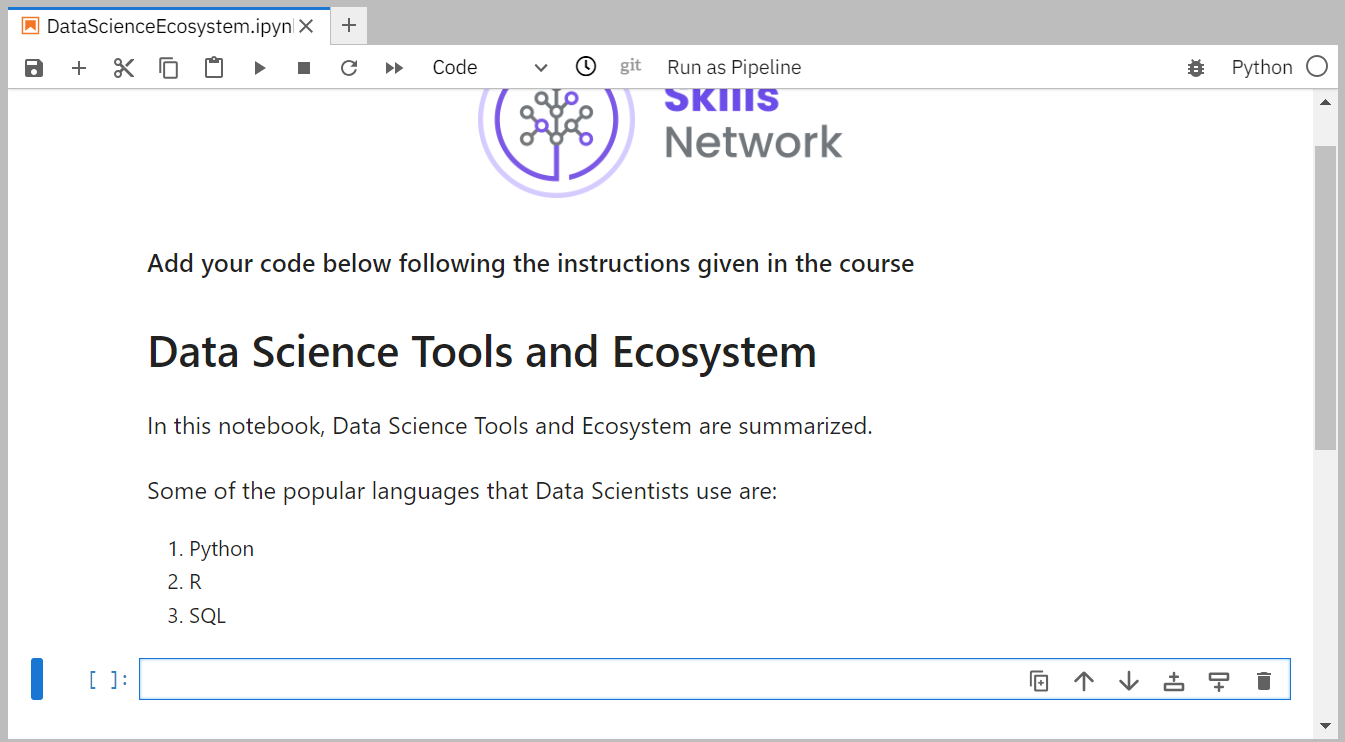 DataScienceEcosystem.ipyn
Code
git
Run as Pipeline
Python
Skills
Network
Add your code below following the instructions given in the course
Data Science Tools and Ecosystem
In this notebook, Data Science Tools and Ecosystem are summarized.
Some of the popular languages that Data Scientists use are:
1. Python
2. R
3. SQL
[ ]: